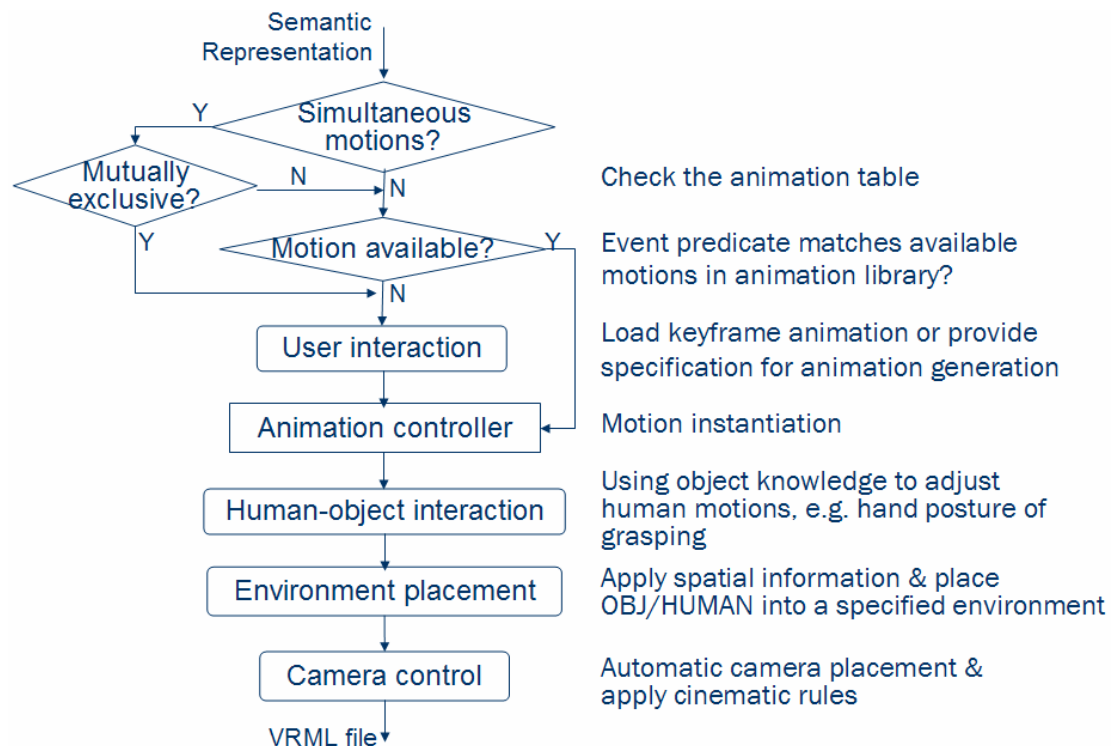 Semantic
Representation
Simultaneous
motions?
Y
Mutually
exclusive?
N
N
Check the animation table
Y
Motion available?
Y
Event predicate matches available
motions in animation library?
N
User interaction
Load keyframe animation or provide
specification for animation generation
Animation controller
Motion instantiation
Human-object interaction
Using object knowledge to adjust
human motions, e.g. hand posture of
grasping
Environment placement
Apply spatial information & place
OBJ/HUMAN into a specified environment
Camera control
Automatic camera placement &
apply cinematic rules
VRML file